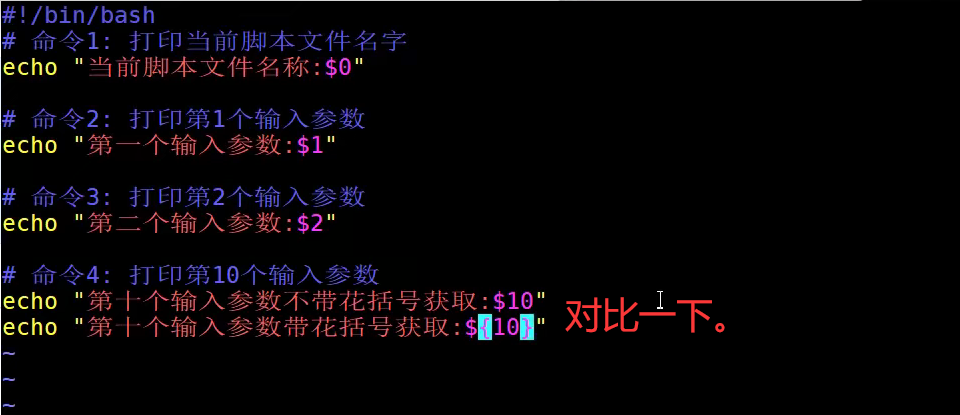 #!/bin/bash
# 命令1: 打印当前脚本文件名字
echo "当前脚本文件名称:$0"
# 命令2: 打印第1个输入参数
echo "第一个输入参数:$1"
# 命令3: 打印第2个输入参数
echo "第二个输入参数:$2"
# 命令4: 打印第10个输入参数
echo "第十个输入参数不带花括号获取:$10"
echo "第十个输入参数带花括号获取:${10}"
对比一下。
~
~
~